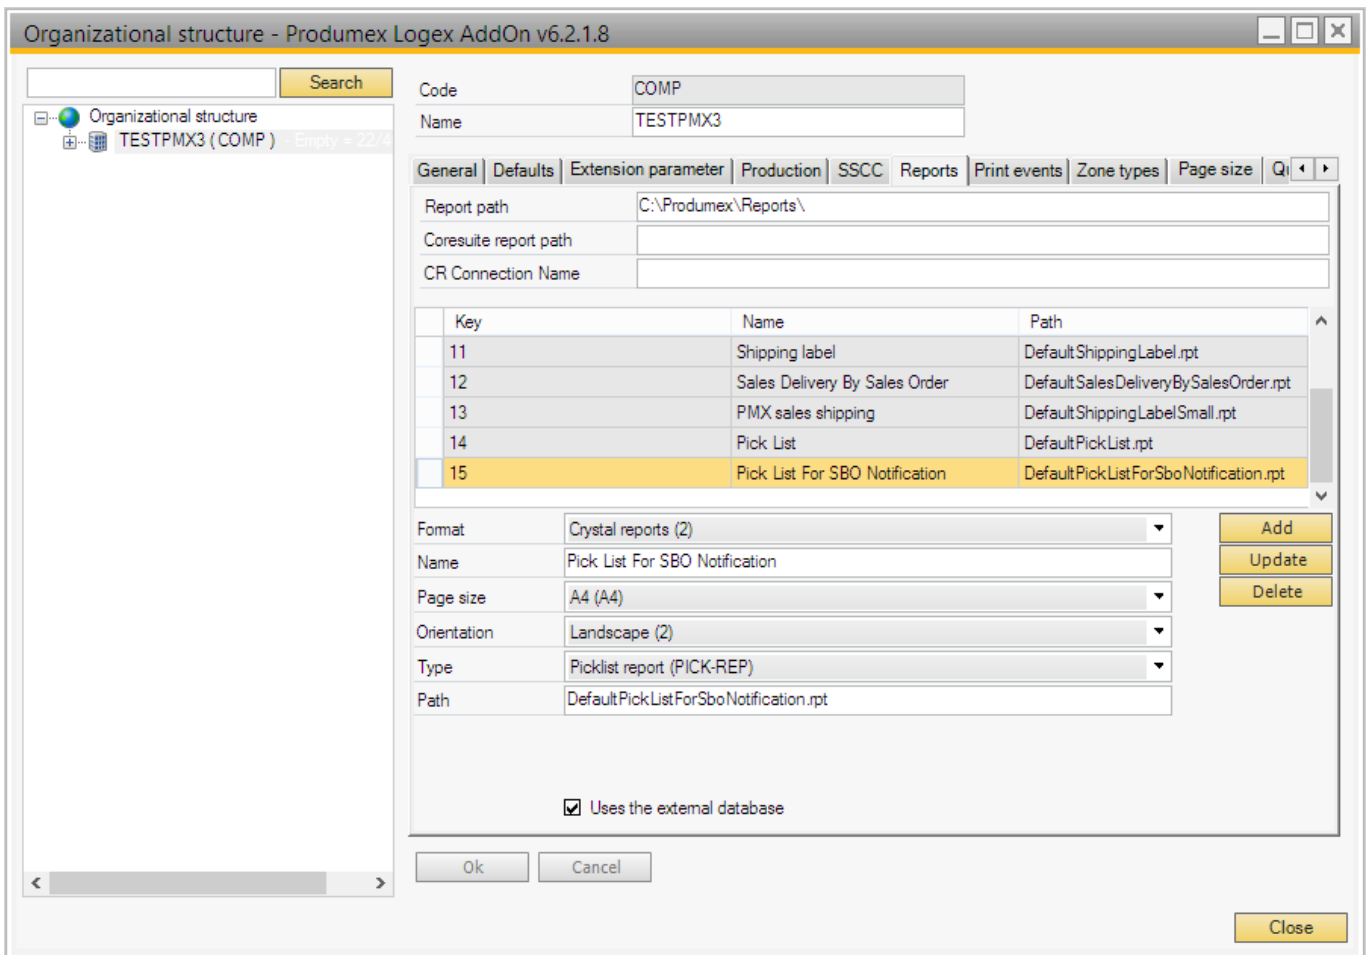 Organizational structure - Produmex Logex AddOn v6.2.1.8
Search
Organizational structure
TESTPMX3 ( COMP ) - Empty = 22/4
Code COMP
Name TESTPMX3
General Defaults Extension parameter Production SSCC Reports Print events Zone types Page size
Report path C:\Produmex\Reports\
Coresuite report path
CR Connection Name
Key Name Path
11 Shipping label DefaultShippingLabel.rpt
12 Sales Delivery By Sales Order DefaultSalesDeliveryBySalesOrder.rpt
13 PMX sales shipping DefaultShippingLabelSmall.rpt
14 Pick List DefaultPickList.rpt
15 Pick List For SBO Notification DefaultPickListForSboNotification.rpt
Format Crystal reports (2) Add
Name Pick List For SBO Notification Update
Page size A4 (A4) Delete
Orientation Landscape (2)
Type Picklist report (PICK-REP)
Path DefaultPickListForSboNotification.rpt
Uses the external database
Ok Cancel
Close